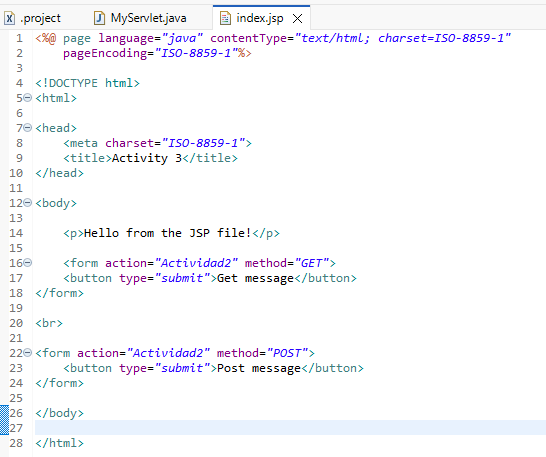 .project
MyServlet.java
index.jsp
1 <%@ page language="java" contentType="text/html; charset=ISO-8859-1"
2     pageEncoding="ISO-8859-1"%>
3
4 <!DOCTYPE html>
5 <html>
6
7 <head>
8     <meta charset="ISO-8859-1">
9     <title>Activity 3</title>
10 </head>
11
12 <body>
13
14     <p>Hello from the JSP file!</p>
15
16     <form action="Actividad2" method="GET">
17     <button type="submit">Get message</button>
18 </form>
19
20 <br>
21
22 <form action="Actividad2" method="POST">
23     <button type="submit">Post message</button>
24 </form>
25
26 </body>
27
28 </html>